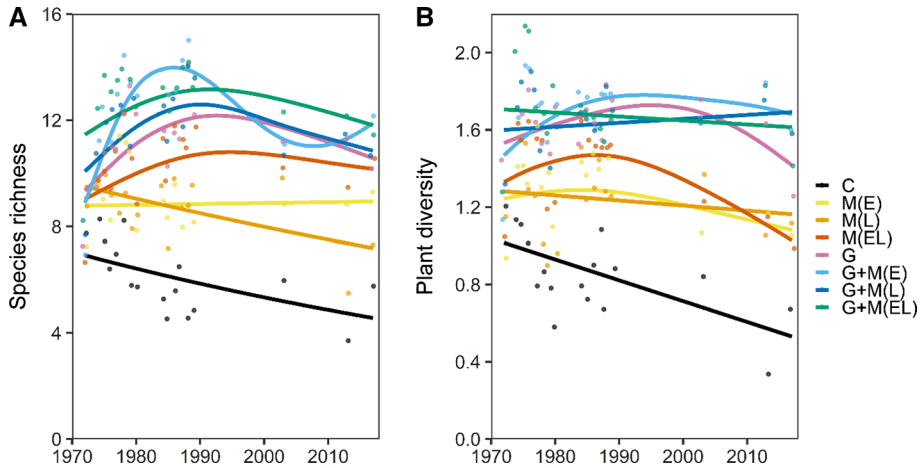 A
B
Species richness
16
12
8
4
0
1970 1980 1990 2000 2010
Plant diversity
2.0
1.6
1.2
0.8
0.4
0.0
1970 1980 1990 2000 2010
C
M(E)
M(L)
M(EL)
G
G+M(E)
G+M(L)
G+M(EL)